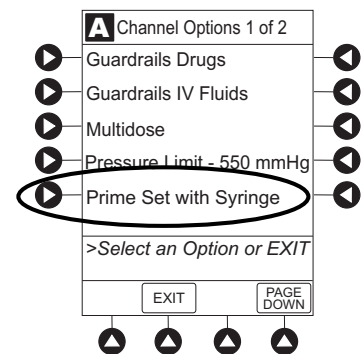 A Channel Options 1 of 2
Guardrails Drugs
Guardrails IV Fluids
Multidose
Pressure Limit - 550 mmHg
Prime Set with Syringe
>Select an Option or EXIT
EXIT
PAGE
DOWN